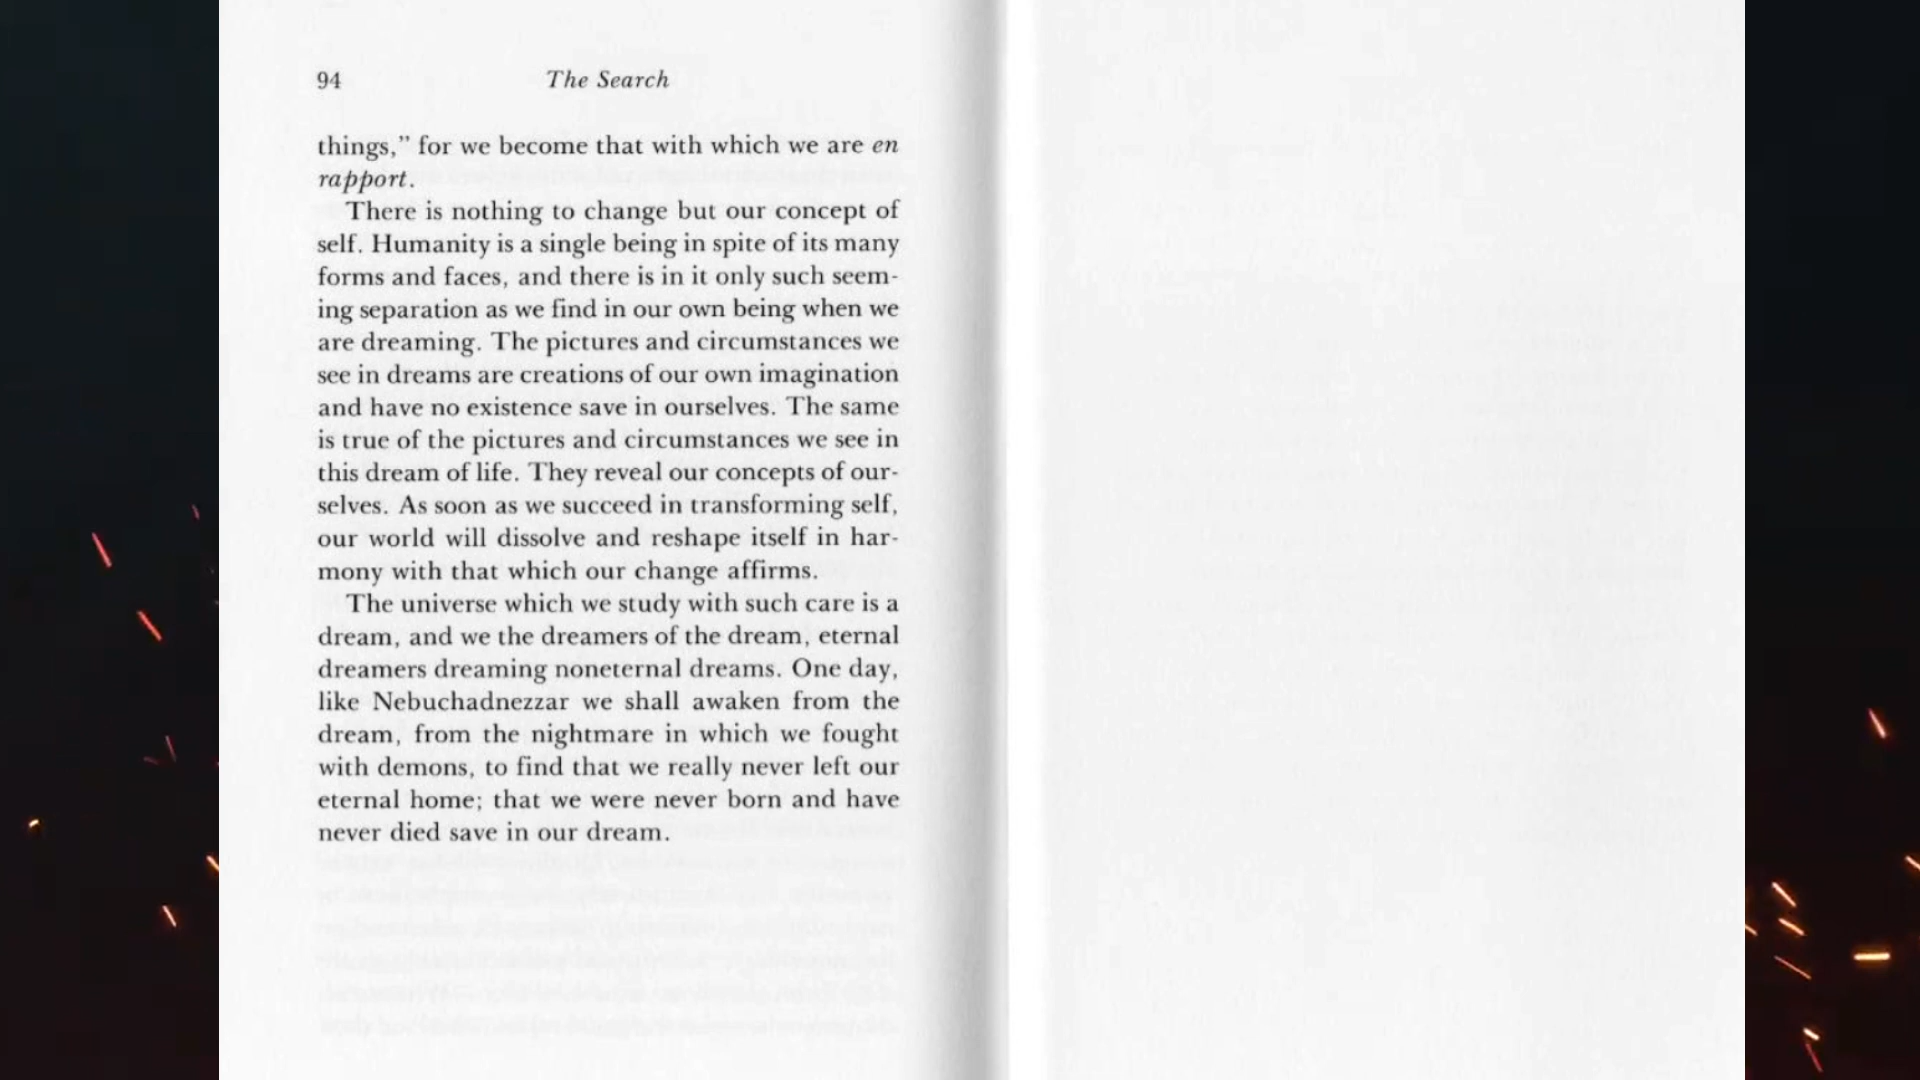 94 The Search
things,” for we become that with which we are en
rapport.
There is nothing to change but our concept of
self. Humanity is a single being in spite of its many
forms and faces, and there is in it only such seem-
ing separation as we find in our own being when we
are dreaming. The pictures and circumstances we
see in dreams are creations of our own imagination
and have no existence save in ourselves. The same
is true of the pictures and circumstances we see in
this dream of life. They reveal our concepts of our-
selves. As soon as we succeed in transforming self,
our world will dissolve and reshape itself in har-
mony with that which our change affirms.
The universe which we study with such care is a
dream, and we the dreamers of the dream, eternal
dreamers dreaming noneternal dreams. One day,
like Nebuchadnezzar we shall awaken from the
dream, from the nightmare in which we fought
with demons, to find that we really never left our
eternal home; that we were never born and have
never died save in our dream.